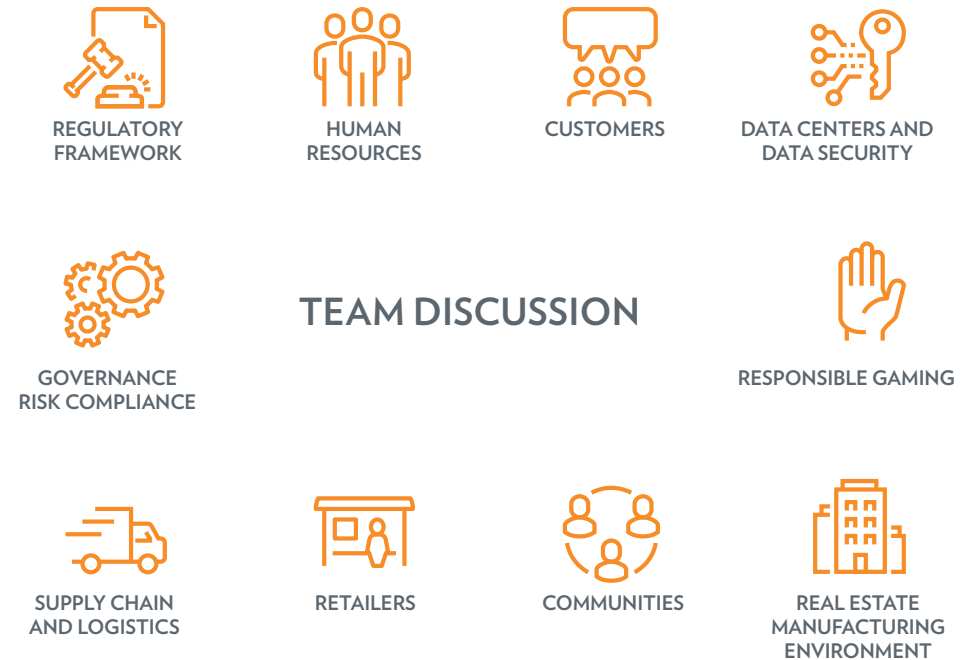 REGULATORY
FRAMEWORK
HUMAN
RESOURCES
CUSTOMERS
DATA CENTERS AND
DATA SECURITY
GOVERNANCE
RISK COMPLIANCE
TEAM DISCUSSION
RESPONSIBLE GAMING
SUPPLY CHAIN
AND LOGISTICS
RETAILERS
COMMUNITIES
REAL ESTATE
MANUFACTURING
ENVIRONMENT